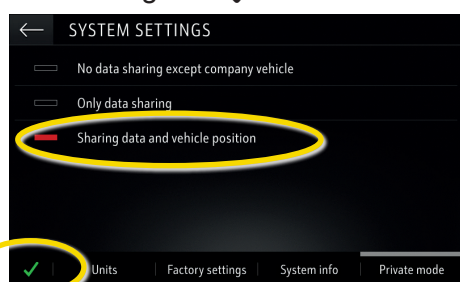 SYSTEM SETTINGS
No data sharing except company vehicle
Only data sharing
Sharing data and vehicle position
Units Factory settings System info Private mode